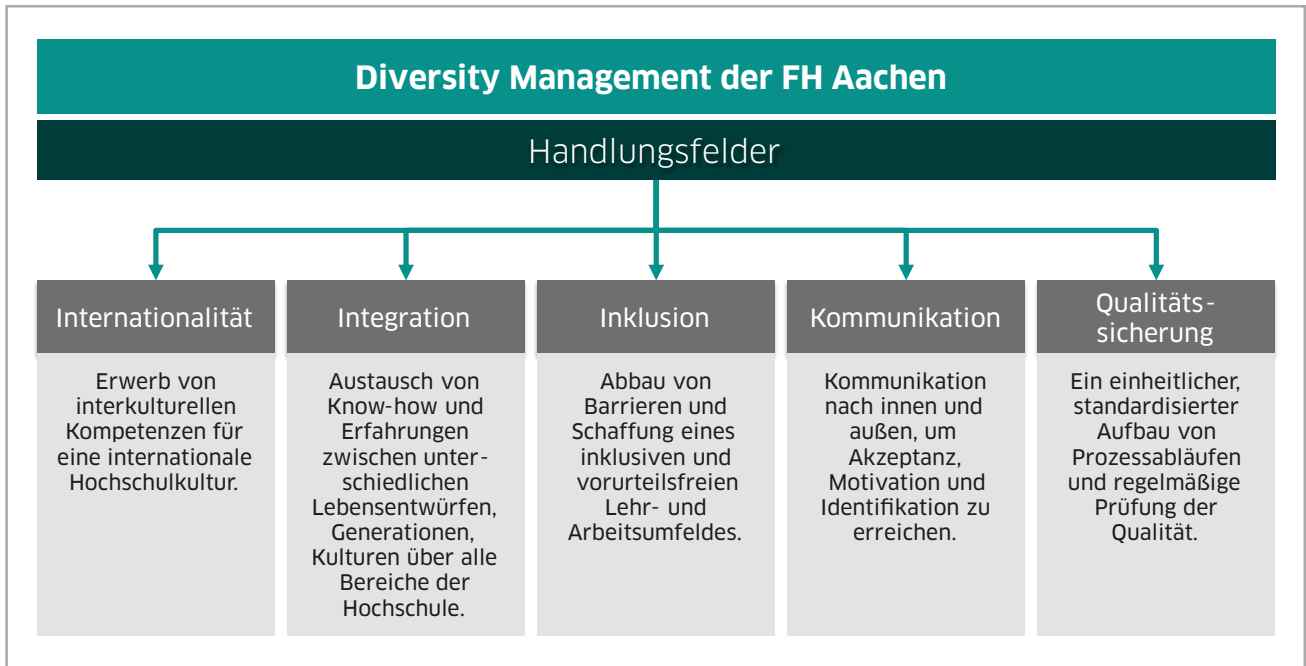 Diversity Management der FH Aachen
Handlungsfelder
Internationalität
Erwerb von
interkulturellen
Kompetenzen für
eine internationale
Hochschulkultur.
Integration
Austausch von
Know-how und
Erfahrungen
zwischen unter-
schiedlichen
Lebensentwürfen,
Generationen,
Kulturen über alle
Bereiche der
Hochschule.
Inklusion
Abbau von
Barrieren und
Schaffung eines
inklusiven und
vorurteilsfreien
Lehr- und
Arbeitsumfeldes.
Kommunikation
Kommunikation
nach innen und
außen, um
Akzeptanz,
Motivation und
Identifikation zu
erreichen.
Qualitäts-
sicherung
Ein einheitlicher,
standardisierter
Aufbau von
Prozessabläufen
und regelmäßige
Prüfung der
Qualität.